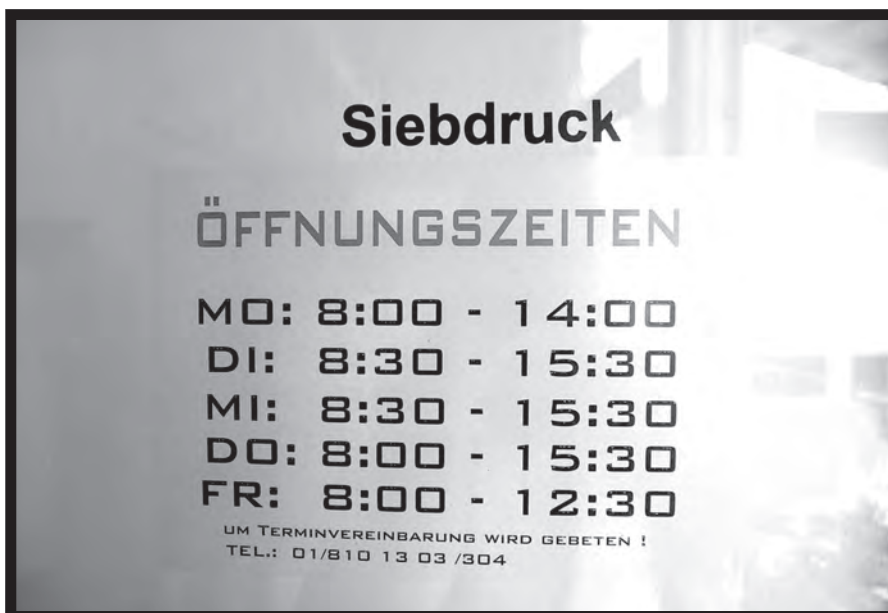 Siebdruck
ÖFFNUNGSZEITEN
MO: 8:00 - 14:00
DI: 8:30 - 15:30
MI: 8:30 - 15:30
DO: 8:00 - 15:30
FR: 8:00 - 12:30
UM TERMINVEREINBARUNG WIRD GEBETEN !
TEL.: 01/810 13 03 /304